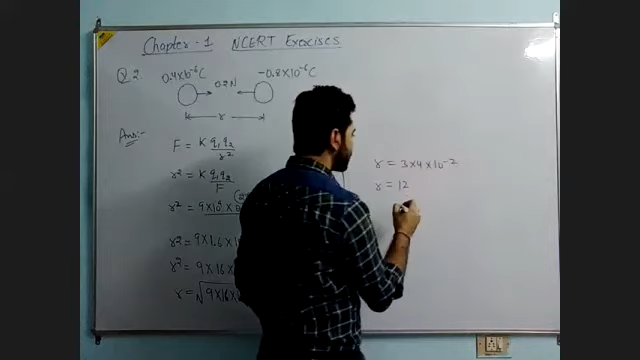 Chapter - 1 NCERT Exercises
Q 2
0.4×10⁻⁶C 0.2N -0.8×10⁻⁶C
r
Ans:-
F = K q₁q₂/r²
r² = K q₁q₂/F
r² = 9×10⁹×
r² = 9×1.6×1
r² = 9×16×
r = √9×16×
r = 3×4×10⁻²
r = 12